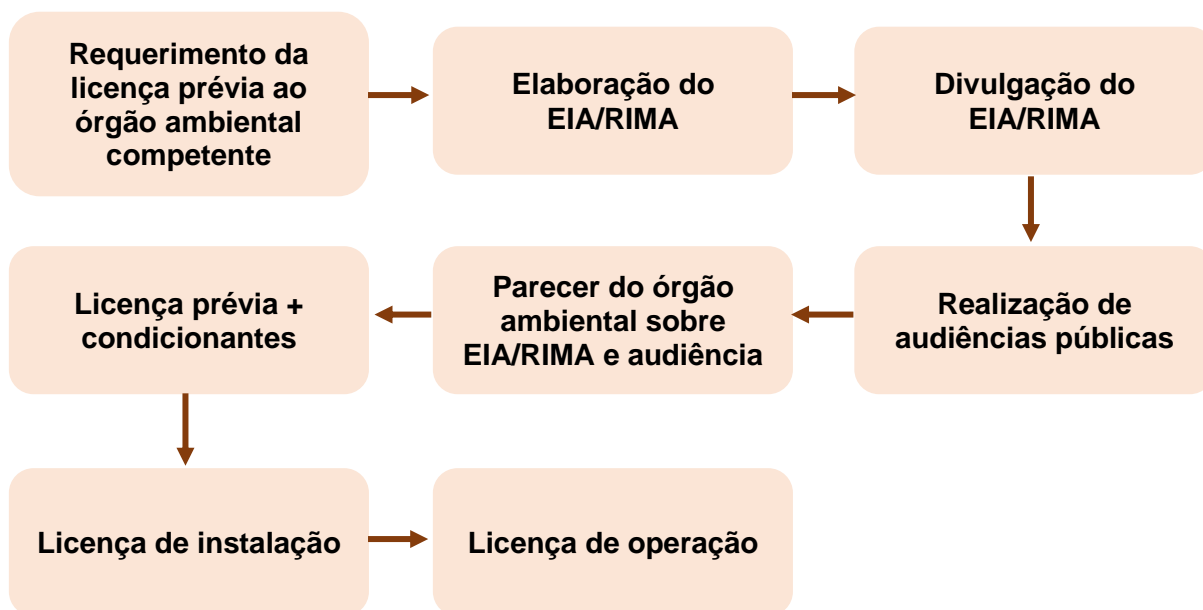 Requerimento da
licença prévia ao
órgão ambiental
competente
Elaboração do
EIA/RIMA
Divulgação do
EIA/RIMA
Realização de
audiências públicas
Parecer do órgão
ambiental sobre
EIA/RIMA e audiência
Licença prévia +
condicionantes
Licença de instalação
Licença de operação